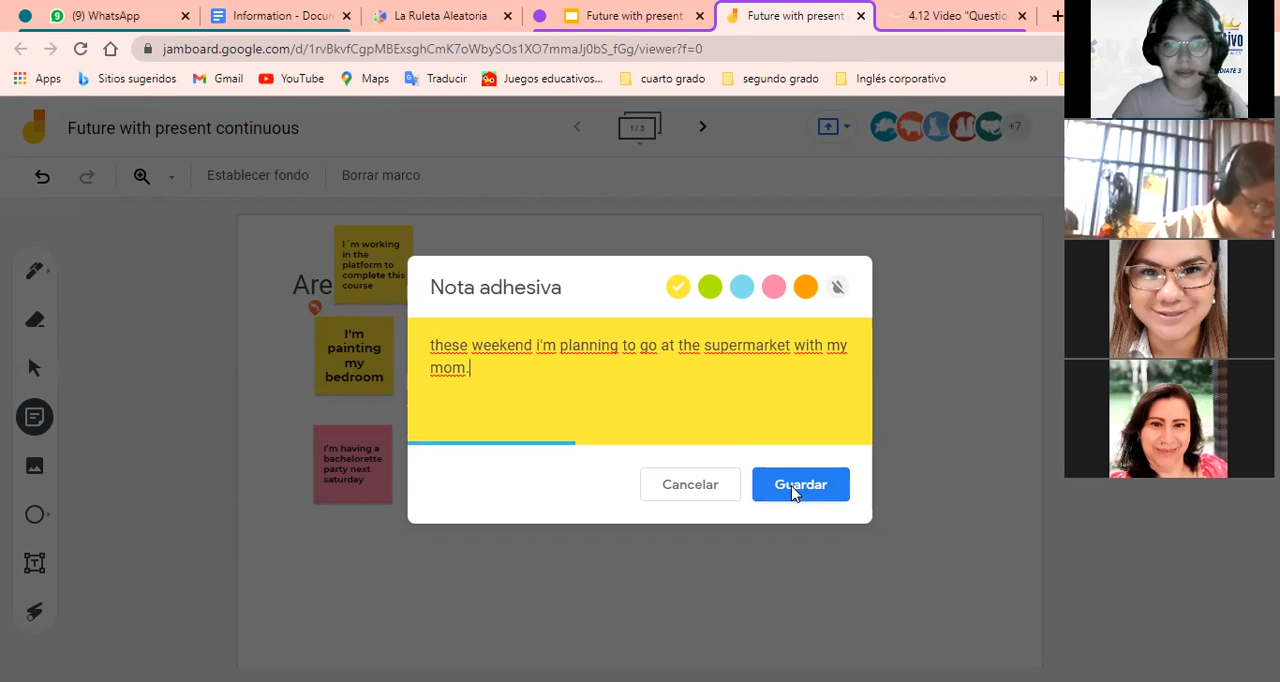 (9) WhatsApp
Information - Docu
La Ruleta Aleatoria
Future with present
Future with present
4.12 Video "Questio
jamboard.google.com/d/1rvBkvfCgpMBExsghCmK7oWbySOs1XO7mmaJj0bS_fGg/viewer?f=0
Apps
Sitios sugeridos
Gmail
YouTube
Maps
Traducir
Juegos educativos...
cuarto grado
segundo grado
Inglés corporativo
»
Future with present continuous
1 / 3
+7
Establecer fondo
Borrar marco
Are
I´m working
in the
platform to
complete this
course
I'm
painting
my
bedroom
i'm having a
bachelorette
party next
saturday
Nota adhesiva
these weekend i'm planning to go at the supermarket with my
mom.
Cancelar
Guardar